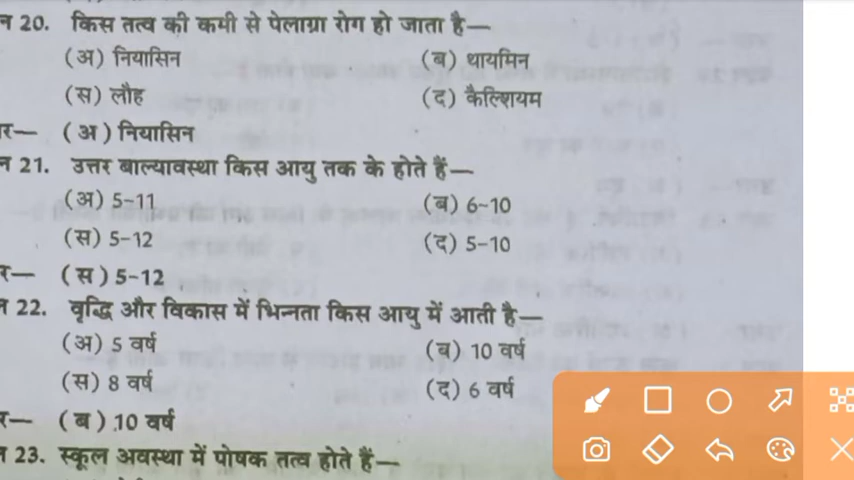 न 20. किस तत्व की कमी से पेलाग्रा रोग हो जाता है—
(अ) नियासिन (ब) थायमिन
(स) लौह (द) कैल्शियम
र— (अ) नियासिन
न 21. उत्तर बाल्यावस्था किस आयु तक के होते हैं—
(अ) 5-11 (ब) 6-10
(स) 5-12 (द) 5-10
र— (स) 5-12
न 22. वृद्धि और विकास में भिन्नता किस आयु में आती है—
(अ) 5 वर्ष (ब) 10 वर्ष
(स) 8 वर्ष (द) 6 वर्ष
र— (ब) 10 वर्ष
न 23. स्कूल अवस्था में पोषक तत्व होते हैं—